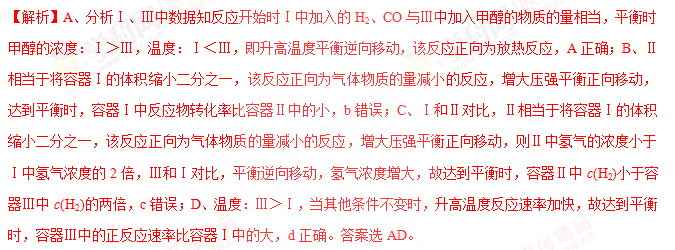 【解析】A、分析Ⅰ、Ⅲ中数据知反应开始时Ⅰ中加入的 H2、CO 与Ⅲ中加入甲醇的物质的量相当，平衡时
甲醇的浓度：Ⅰ＞Ⅲ，温度：Ⅰ＜Ⅲ，即升高温度平衡逆向移动，该反应正向为放热反应，A 正确；B、Ⅱ
相当于将容器Ⅰ的体积缩小二分之一，该反应正向为气体物质的量减小的反应，增大压强平衡正向移动，
达到平衡时，容器Ⅰ中反应物转化率比容器Ⅱ中的小，b 错误；C、Ⅰ和Ⅱ对比，Ⅱ相当于将容器Ⅰ的体积
缩小二分之一，该反应正向为气体物质的量减小的反应，增大压强平衡正向移动，则Ⅱ中氢气的浓度小于
Ⅰ中氢气浓度的 2 倍，Ⅲ和Ⅰ对比，平衡逆向移动，氢气浓度增大，故达到平衡时，容器Ⅱ中 c(H2)小于容
器Ⅲ中 c(H2)的两倍，c 错误；D、温度：Ⅲ＞Ⅰ，当其他条件不变时，升高温度反应速率加快，故达到平衡
时，容器Ⅲ中的正反应速率比容器Ⅰ中的大，d 正确。答案选 AD。